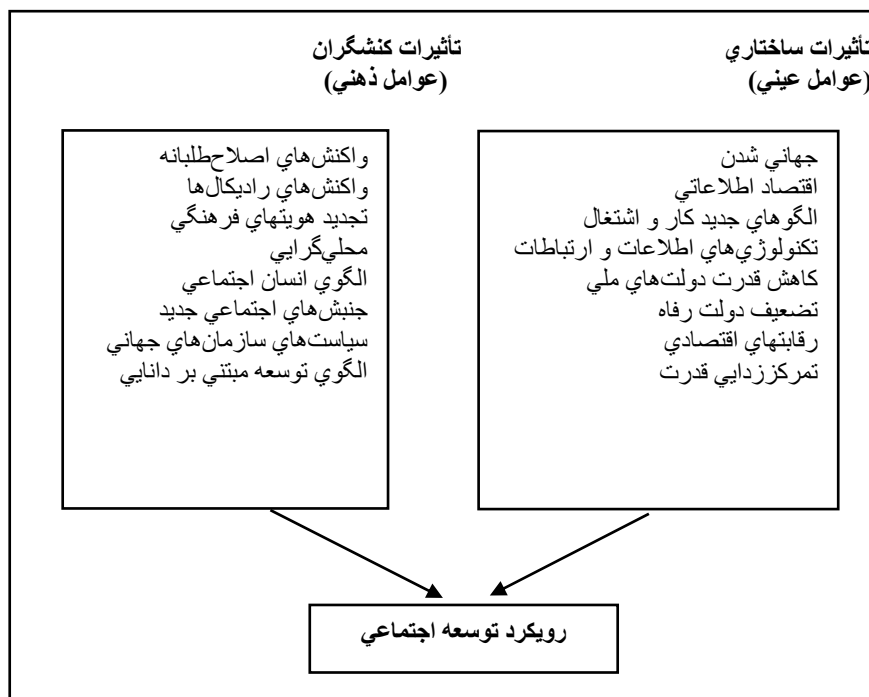 تأثيرات ساختاري
(عوامل عيني)
جهاني شدن
اقتصاد اطلاعاتي
الگوهاي جديد كار و اشتغال
تكنولوژي‌هاي اطلاعات و ارتباطات
كاهش قدرت دولت‌هاي ملي
تضعيف دولت رفاه
رقابتهاي اقتصادي
تمركززدايي قدرت
تأثيرات كنشگران
(عوامل ذهني)
واكنش‌هاي اصلاح‌طلبانه
واكنش‌هاي راديكال‌ها
تجديد هويتهاي فرهنگي
محلي‌گرايي
الگوي انسان اجتماعي
جنبش‌هاي اجتماعي جديد
سياست‌هاي سازمان‌هاي جهاني
الگوي توسعه مبتني بر دانايي
رويكرد توسعه اجتماعي